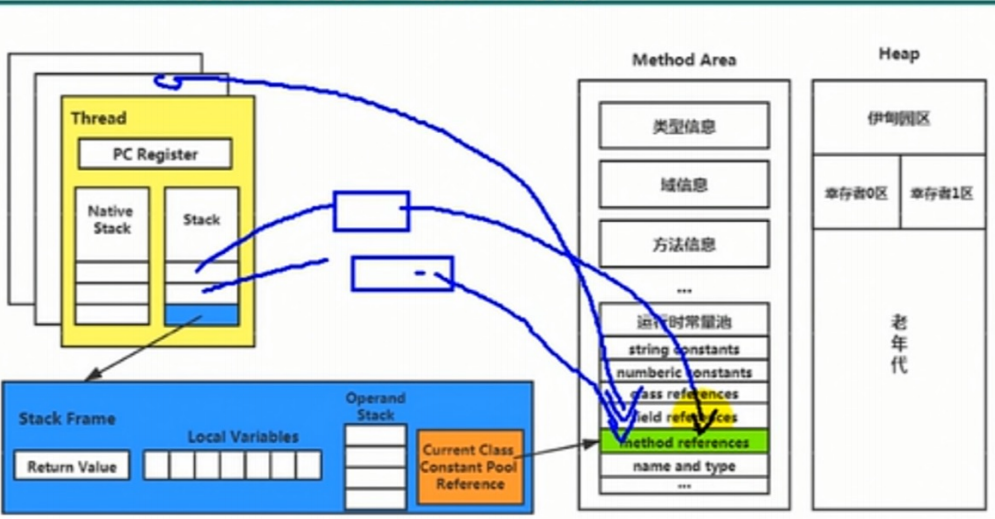 Method Area
Heap
Thread
PC Register
Native
Stack
Stack
类型信息
域信息
方法信息
...
运行时常量池
string constants
numberic constants
class references
field references
method references
name and type
...
伊甸园区
幸存者0区
幸存者1区
老
年
代
Stack Frame
Return Value
Local Variables
Operand
Stack
Current Class
Constant Pool
Reference